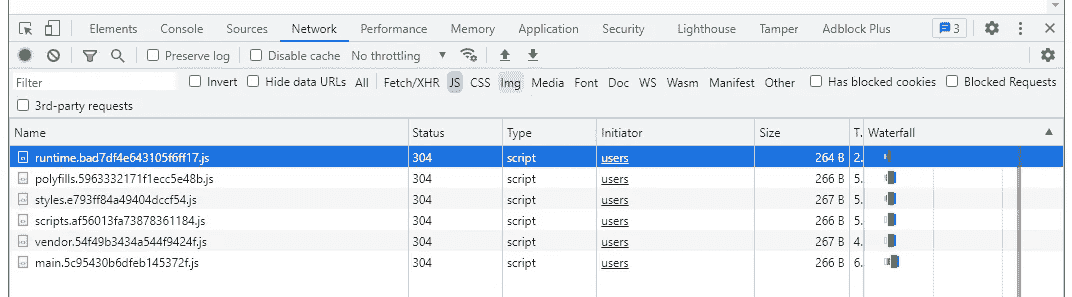 Elements Console Sources Network Performance Memory Application Security Lighthouse Tamper Adblock Plus 3
Preserve log Disable cache No throttling
Filter Invert Hide data URLs All Fetch/XHR JS CSS Img Media Font Doc WS Wasm Manifest Other Has blocked cookies Blocked Requests
3rd-party requests
Name Status Type Initiator Size T. Waterfall
runtime.bad7df4e643105f6ff17.js 304 script users 264 B 2.
polyfills.5963332171f1ecc5e48b.js 304 script users 266 B 5.
styles.e793ff84a49404dccf54.js 304 script users 267 B 5.
scripts.af56013fa73878361184.js 304 script users 266 B 5.
vendor.54f49b3434a544f9424f.js 304 script users 267 B 4.
main.5c95430b6dfeb145372f.js 304 script users 266 B 6.